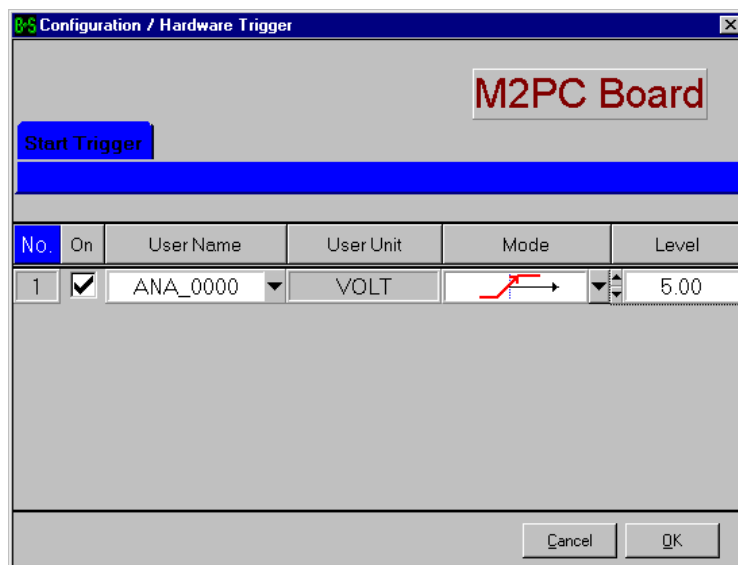 B+S Configuration / Hardware Trigger
M2PC Board
Start Trigger
No. On User Name User Unit Mode Level
1 ANA_0000 VOLT 5.00
Cancel OK